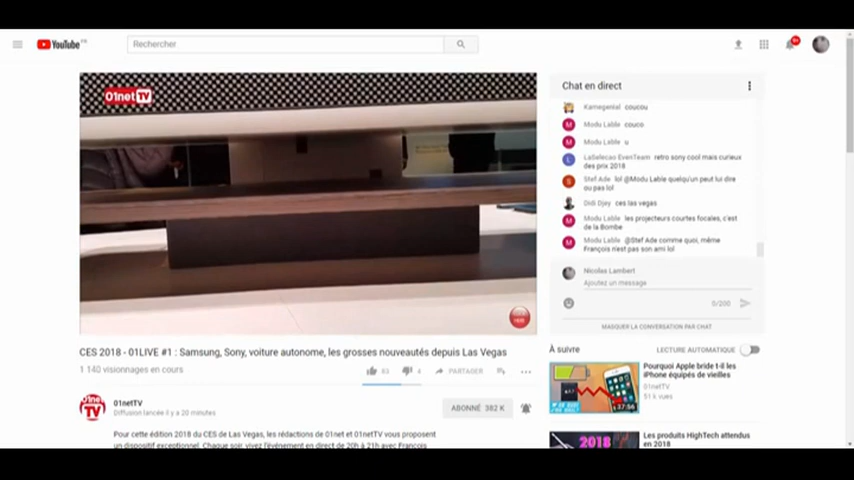 YouTube FR
Rechercher
9+
01net TV
Chat en direct
Karnegenial coucou
Modu Lable couco
Modu Lable u
LaSelecao EvenTeam retro sony cool mais curieux
des prix 2018
Stef Ade lol @Modu Lable quelqu'un peut lui dire
ou pas lol
Didi Djey ces las vegas
Modu Lable les projecteurs courtes focales, c'est
de la Bombe
Modu Lable @Stef Ade comme quoi, même
François n'est pas son ami lol
Nicolas Lambert
Ajoutez un message
0/200
MASQUER LA CONVERSATION PAR CHAT
CES 2018 - 01LIVE #1 : Samsung, Sony, voiture autonome, les grosses nouveautés depuis Las Vegas
1 140 visionnages en cours
63
4
PARTAGER
01netTV
Diffusion lancée il y a 20 minutes
ABONNÉ 382 K
Pour cette édition 2018 du CES de Las Vegas, les rédactions de 01net et 01netTV vous proposent
un dispositif exceptionnel. Chaque soir, vivez l'événement en direct de 20h à 21h avec François
À suivre
LECTURE AUTOMATIQUE
Pourquoi Apple bride t-il les
iPhone équipés de vieilles
01netTV
51 k vues
37:56
Les produits HighTech attendus
en 2018
2018